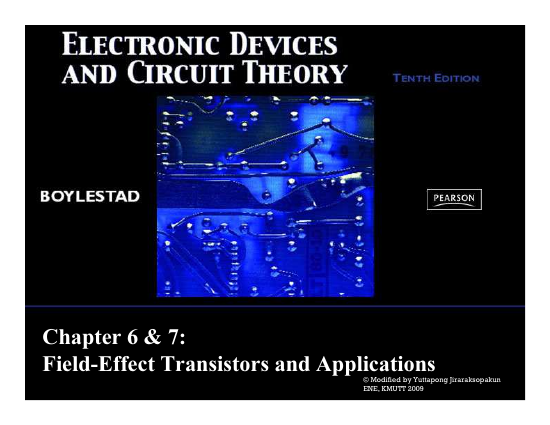 ELECTRONIC DEVICES
AND CIRCUIT THEORY
TENTH EDITION
BOYLESTAD
PEARSON
Chapter 6 & 7:
Field-Effect Transistors and Applications
© Modified by Yuttapong Jiraraksopakun
ENE, KMUTT 2009